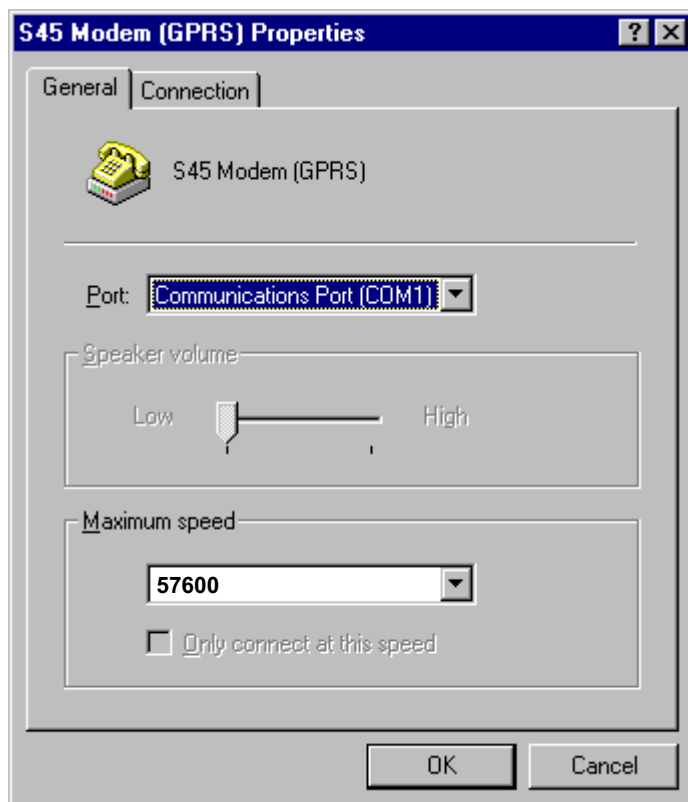 S45 Modem (GPRS) Properties
General Connection
S45 Modem (GPRS)
Port: Communications Port (COM1)
Speaker volume
Low High
Maximum speed
57600
Only connect at this speed
OK Cancel